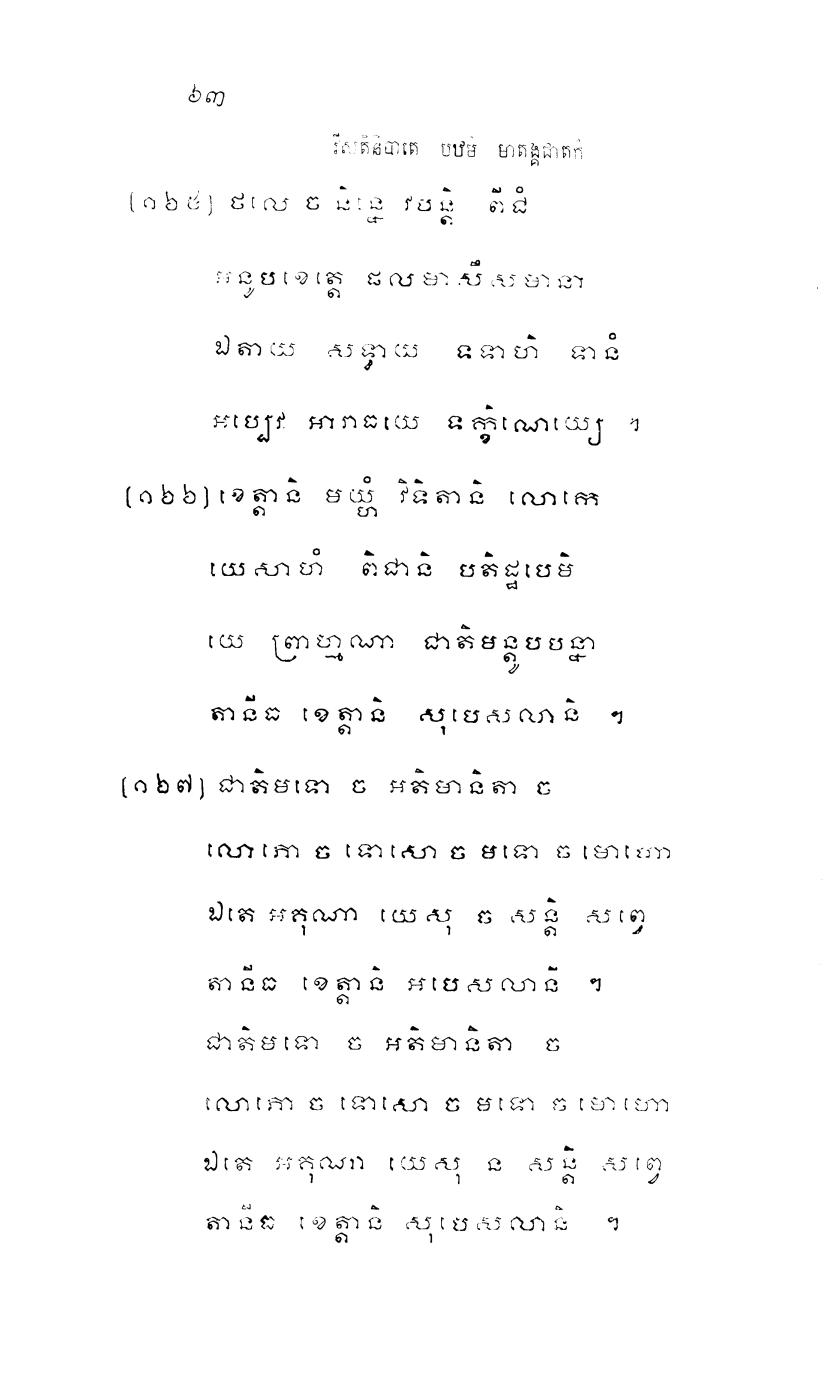 ៦៣
វីសតិនិបាតេ បឋមំ មាតង្គជាតកំ
(១២៥) ថលេ ច និន្នេ វបន្តិ ពីជំ
អនូបខេត្តេ ផលមាសឹសមានា
ឯតាយ សទ្ធាយ ទទាហិ ទានំ
អប្បេវ អារាធយេ ទក្ខិណេយ្យេ ។
(១២៦) ខេត្តានិ មយ្ហំ វិទិតានិ លោកេ
យេសាហំ ពិជានិ បតិដ្ឋបេមិ
យេ ព្រាហ្មណា ជាតិមន្តូបបន្នា
តានីធ ខេត្តានិ សុបេសលានិ ។
(១២៧) ជាតិមទោ ច អតិមានិតា ច
លោភោ ច ទោសោ ច មទោ ច មោហោ
ឯតេ អគុណា យេសុ ច សន្តិ សព្វេ
តានីធ ខេត្តានិ អបេសលានិ ។
ជាតិមទោ ច អតិមានិតា ច
លោភោ ច ទោសោ ច មទោ ច មោហោ
ឯតេ អគុណា យេសុ ន សន្តិ សព្វេ
តានីធ ខេត្តានិ សុបេសលានិ ។